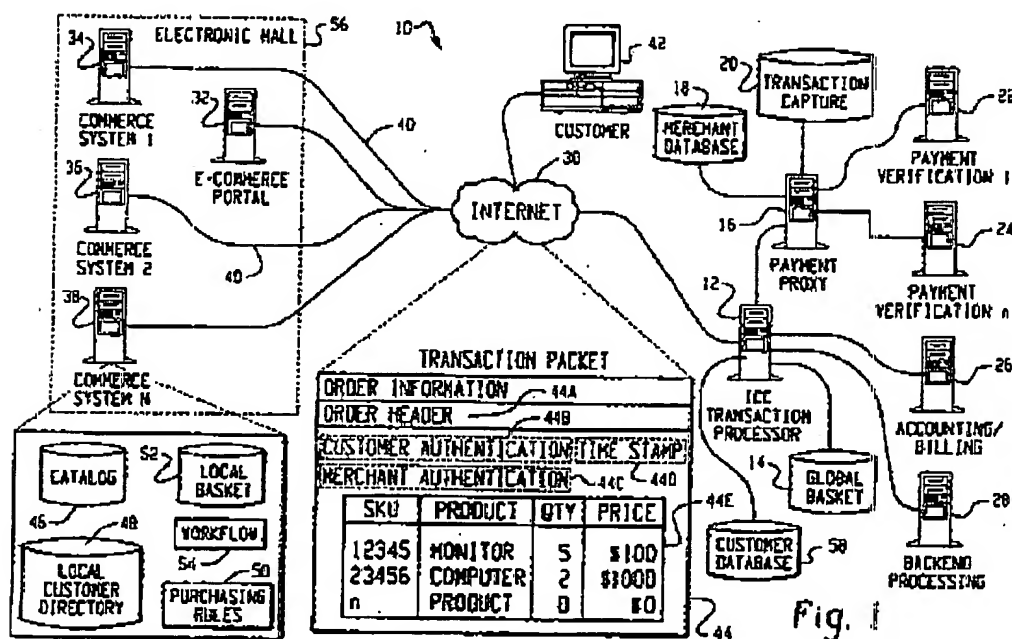 ELECTRONIC MALL
56
34
COMMERCE
SYSTEM 1
32
E-COMMERCE
PORTAL
36
COMMERCE
SYSTEM 2
38
COMMERCE
SYSTEM N
40
40
10
42
CUSTOMER
30
INTERNET
18
MERCHANT
DATABASE
20
TRANSACTION
CAPTURE
22
PAYMENT
VERIFICATION 1
16
PAYMENT
PROXY
24
PAYMENT
VERIFICATION n
12
ICC
TRANSACTION
PROCESSOR
26
ACCOUNTING/
BILLING
14
GLOBAL
BASKET
28
BACKEND
PROCESSING
58
CUSTOMER
DATABASE
CATALOG
46
52
LOCAL
BASKET
48
LOCAL
CUSTOMER
DIRECTORY
WORKFLOW
54
50
PURCHASING
RULES
TRANSACTION PACKET
ORDER INFORMATION
44A
ORDER HEADER
44B
CUSTOMER AUTHENTICATION TIME STAMP
44D
MERCHANT AUTHENTICATION
44C
44E
SKU PRODUCT QTY PRICE
12345 MONITOR 5 $100
23456 COMPUTER 2 $1000
n PRODUCT 0 $0
44
Fig. 1